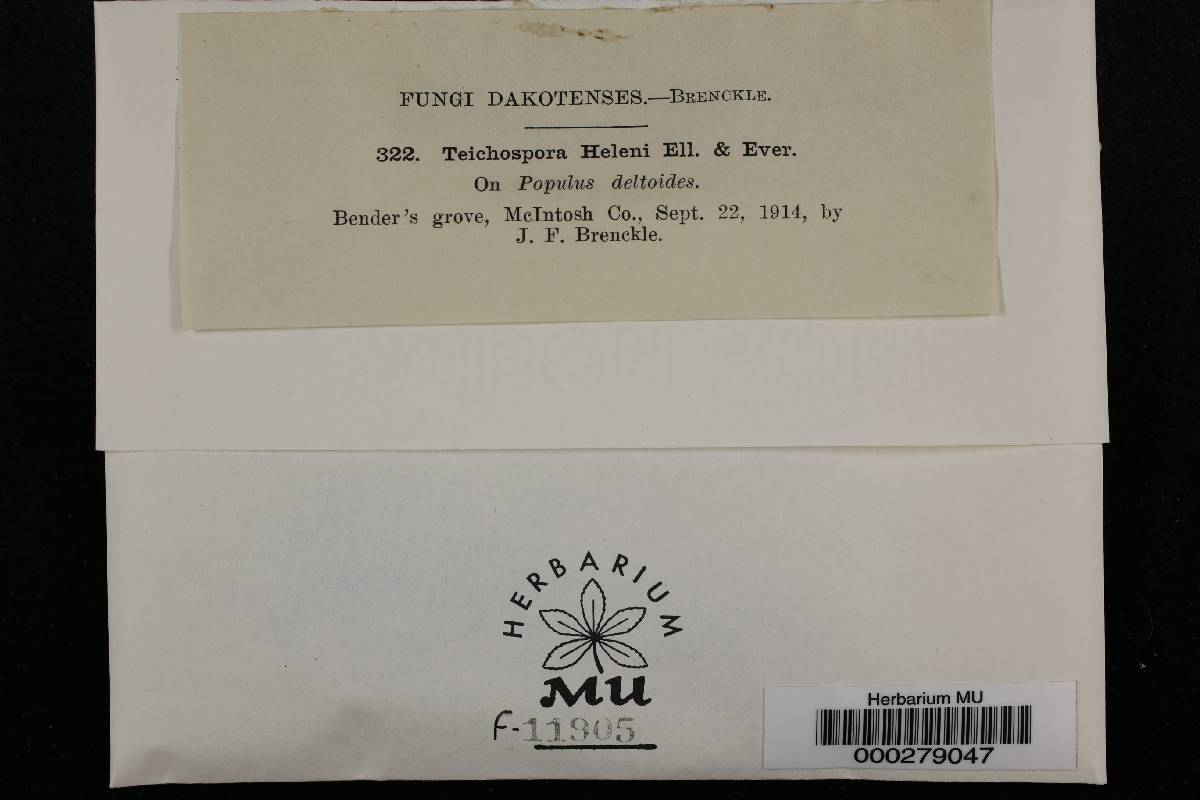 FUNGI DAKOTENSES.—BRENCKLE.
322. Teichospora Heleni Ell. & Ever.
On Populus deltoides.
Bender's grove, McIntosh Co., Sept. 22, 1914, by
J. F. Brenckle.
HERBARIUM
MU
F-11905
Herbarium MU
000279047